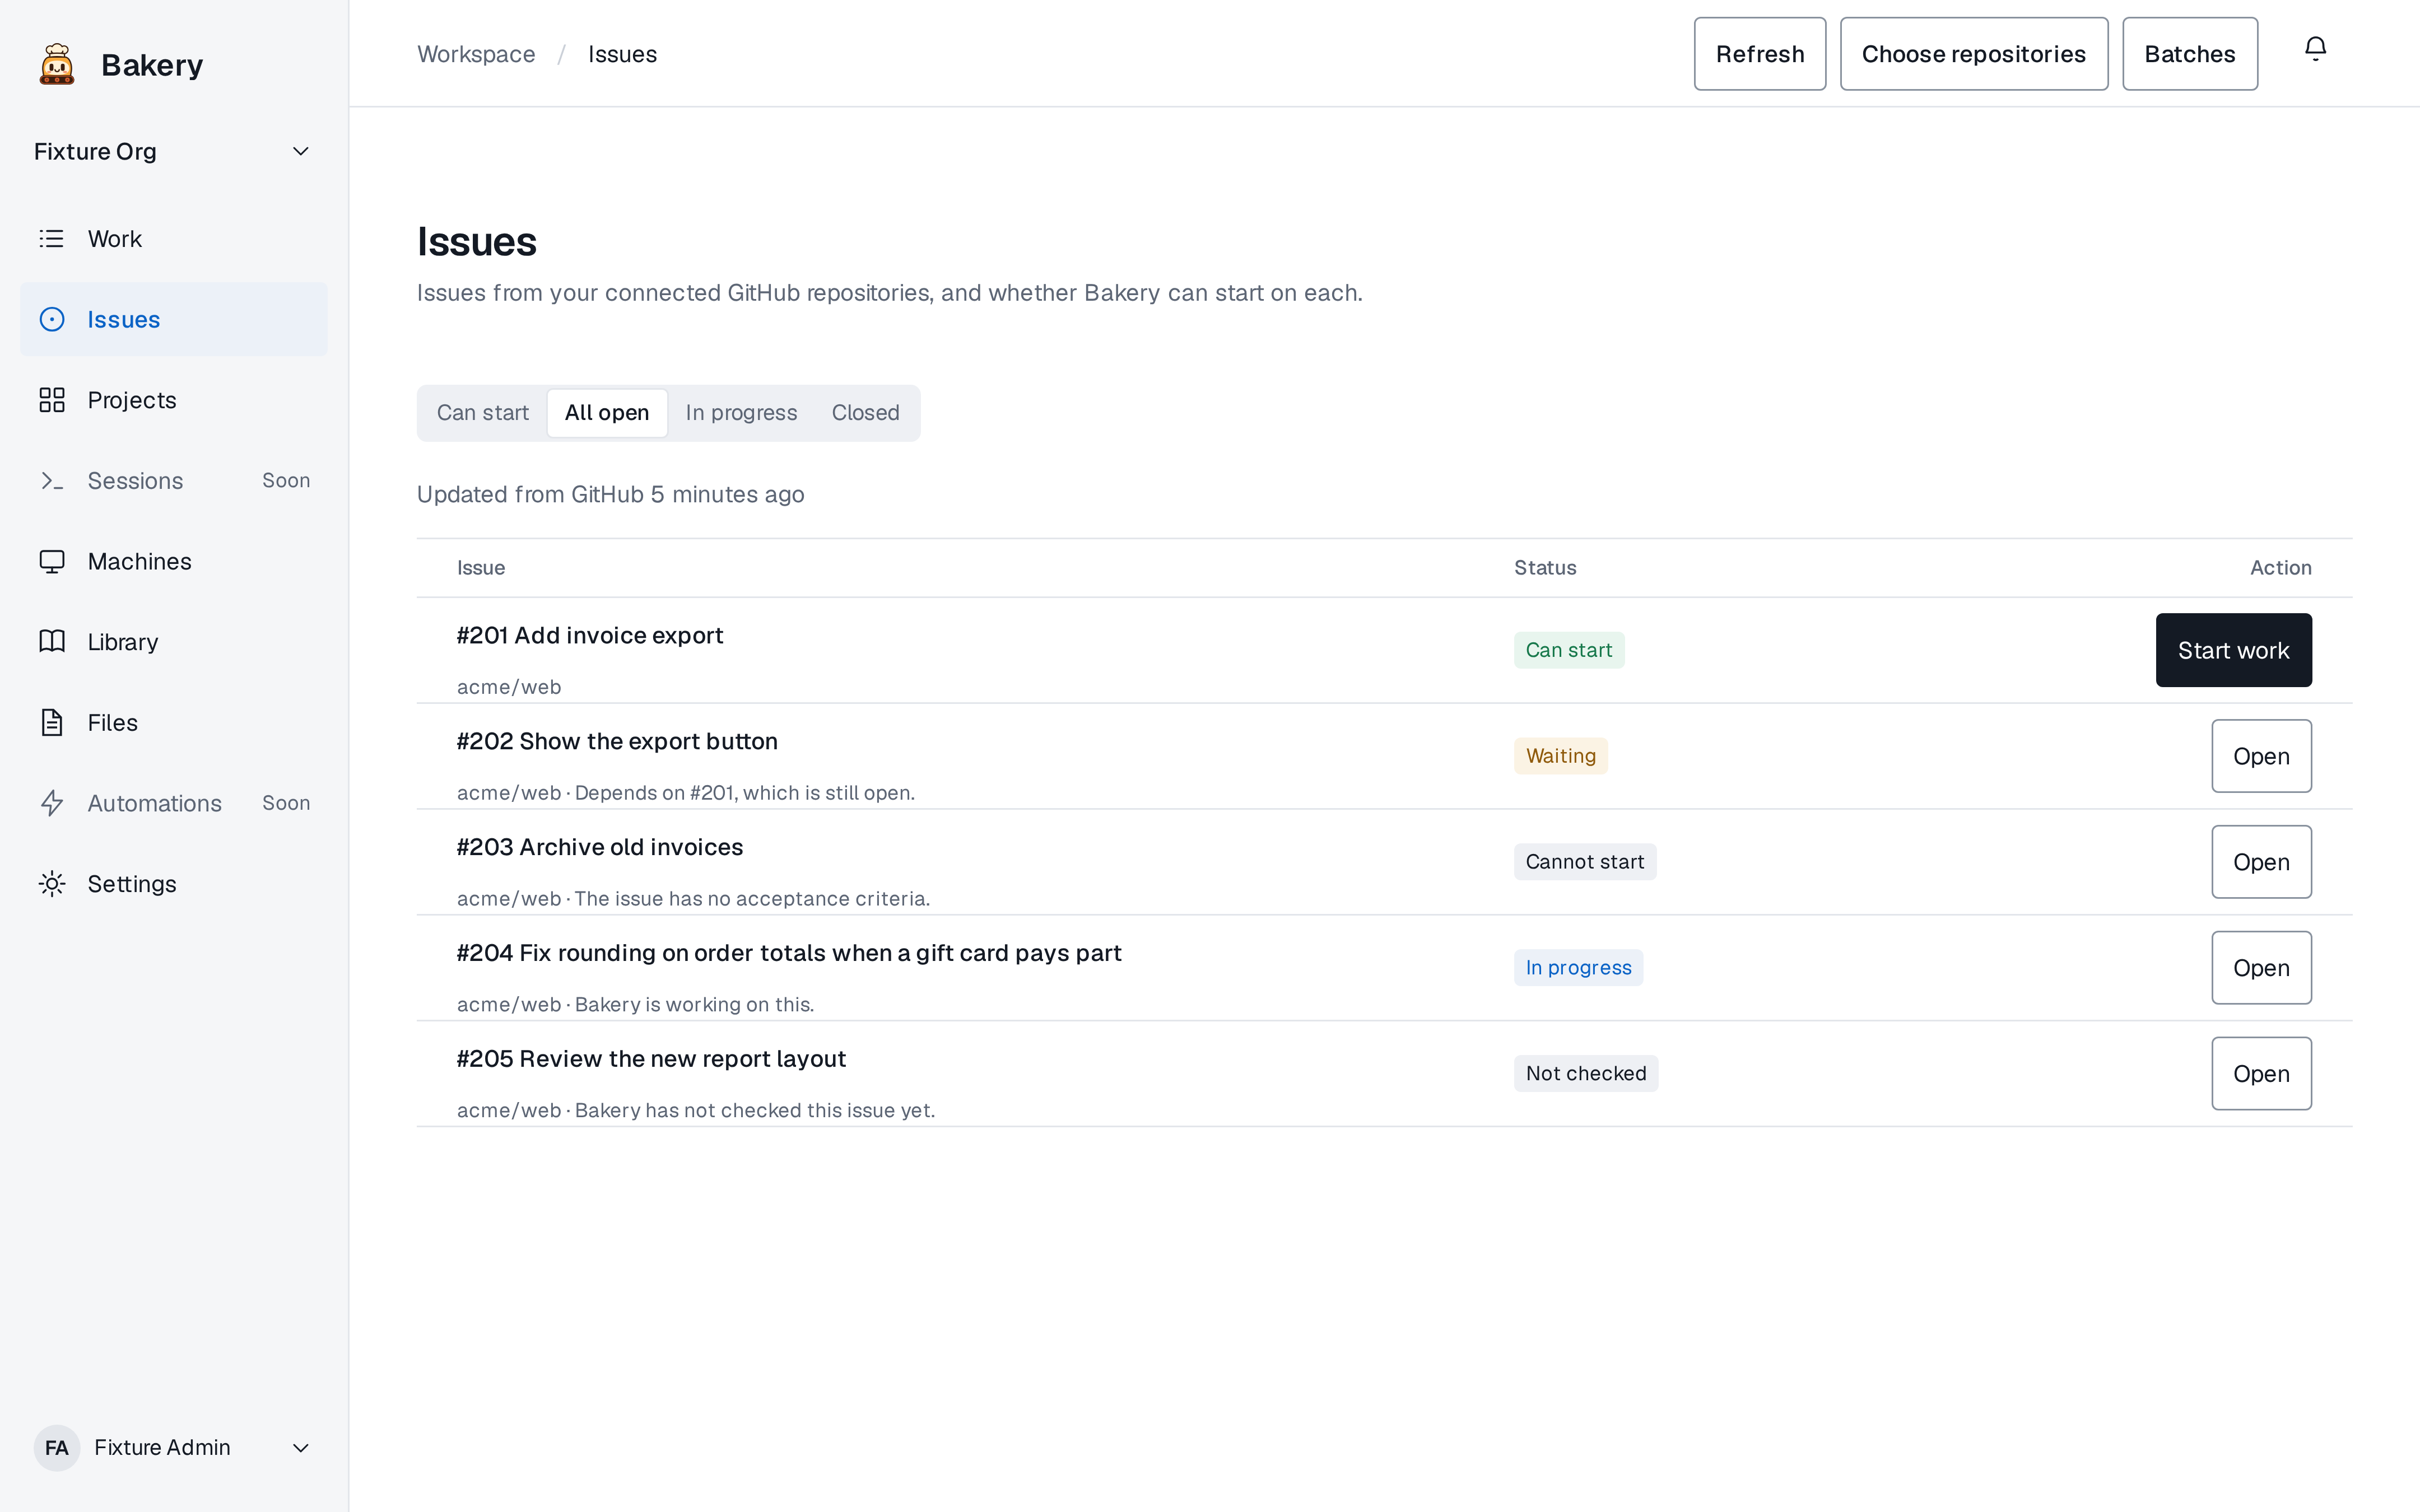 Bakery
Fixture Org
Work
Issues
Projects
Sessions Soon
Machines
Library
Files
Automations Soon
Settings
FA Fixture Admin
Workspace / Issues
Refresh
Choose repositories
Batches
Issues
Issues from your connected GitHub repositories, and whether Bakery can start on each.
Can start All open In progress Closed
Updated from GitHub 5 minutes ago
Issue Status Action
#201 Add invoice export
acme/web
Can start
Start work
#202 Show the export button
acme/web · Depends on #201, which is still open.
Waiting
Open
#203 Archive old invoices
acme/web · The issue has no acceptance criteria.
Cannot start
Open
#204 Fix rounding on order totals when a gift card pays part
acme/web · Bakery is working on this.
In progress
Open
#205 Review the new report layout
acme/web · Bakery has not checked this issue yet.
Not checked
Open